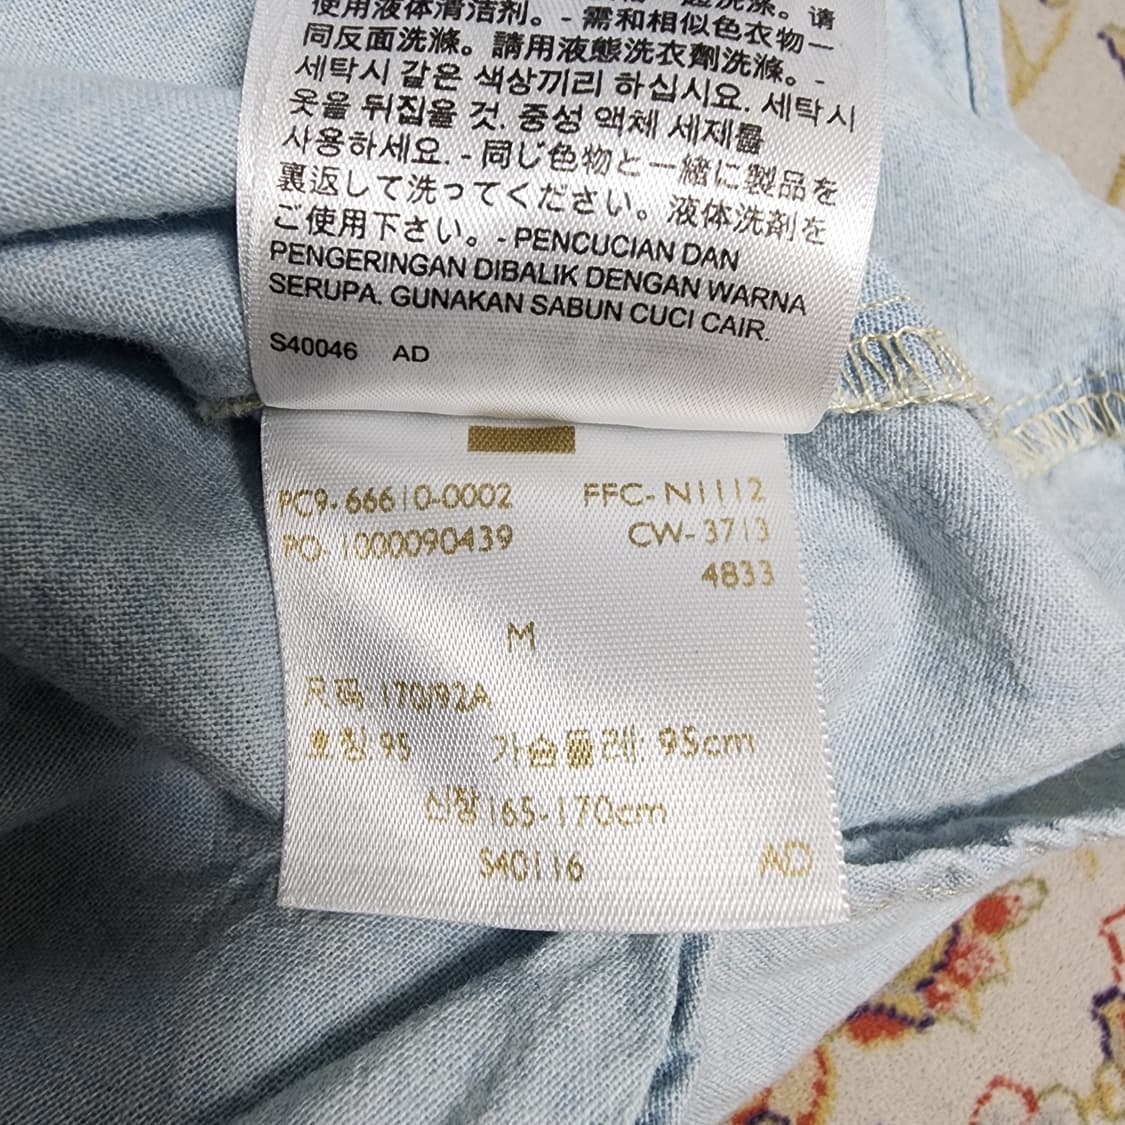 洗涤。请
使用液体清洁剂。- 需和相似色衣物一
同反面洗滌。請用液態洗衣劑洗滌。-
세탁시 같은 색상끼리 하십시요. 세탁시
옷을 뒤집을 것. 중성 액체 세제를
사용하세요. - 同じ色物と一緒に製品を
裏返して洗ってください。液体洗剤を
ご使用下さい。- PENCUCIAN DAN
PENGERINGAN DIBALIK DENGAN WARNA
SERUPA. GUNAKAN SABUN CUCI CAIR.
S40046 AD
PC9-66610-0002 FFC-N1112
PO-1000090439 CW-3713
4833
M
尺码 170/92A
호칭 95 가슴둘레: 95cm
신장 165-170cm
S40116 AD